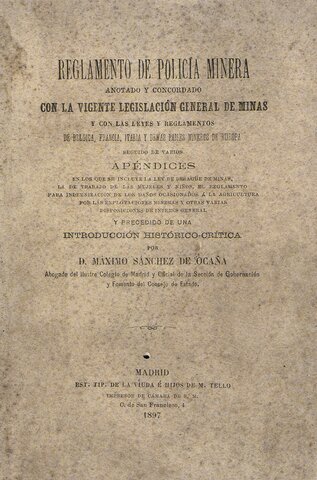 REGLAMENTO DE POLICÍA MINERA
ANOTADO Y CONCORDADO
CON LA VIGENTE LEGISLACIÓN GENERAL DE MINAS
Y CON LAS LEYES Y REGLAMENTOS
DE BÉLGICA, FRANCIA, ITALIA Y DEMÁS PAÍSES MINEROS DE EUROPA
SEGUIDO DE VARIOS
APÉNDICES
EN LOS QUE SE INCLUYE LA LEY DE DESAGÜE DE MINAS,
LA DE TRABAJO DE LAS MUJERES Y NIÑOS, EL REGLAMENTO
PARA INDEMNIZACIÓN DE LOS DAÑOS OCASIONADOS Á LA AGRICULTURA
POR LAS EXPLOTACIONES MINERAS Y OTRAS VARIAS
DISPOSICIONES DE INTERÉS GENERAL
Y PRECEDIDO DE UNA
INTRODUCCIÓN HISTÓRICO-CRÍTICA
POR
D. MÁXIMO SÁNCHEZ DE OCAÑA
Abogado del Ilustre Colegio de Madrid y Oficial de la Sección de Gobernación
y Fomento del Consejo de Estado.
MADRID
EST. TIP. DE LA VIUDA É HIJOS DE M. TELLO
IMPRESOR DE CÁMARA DE S. M.
C. de San Francisco, 4
1897